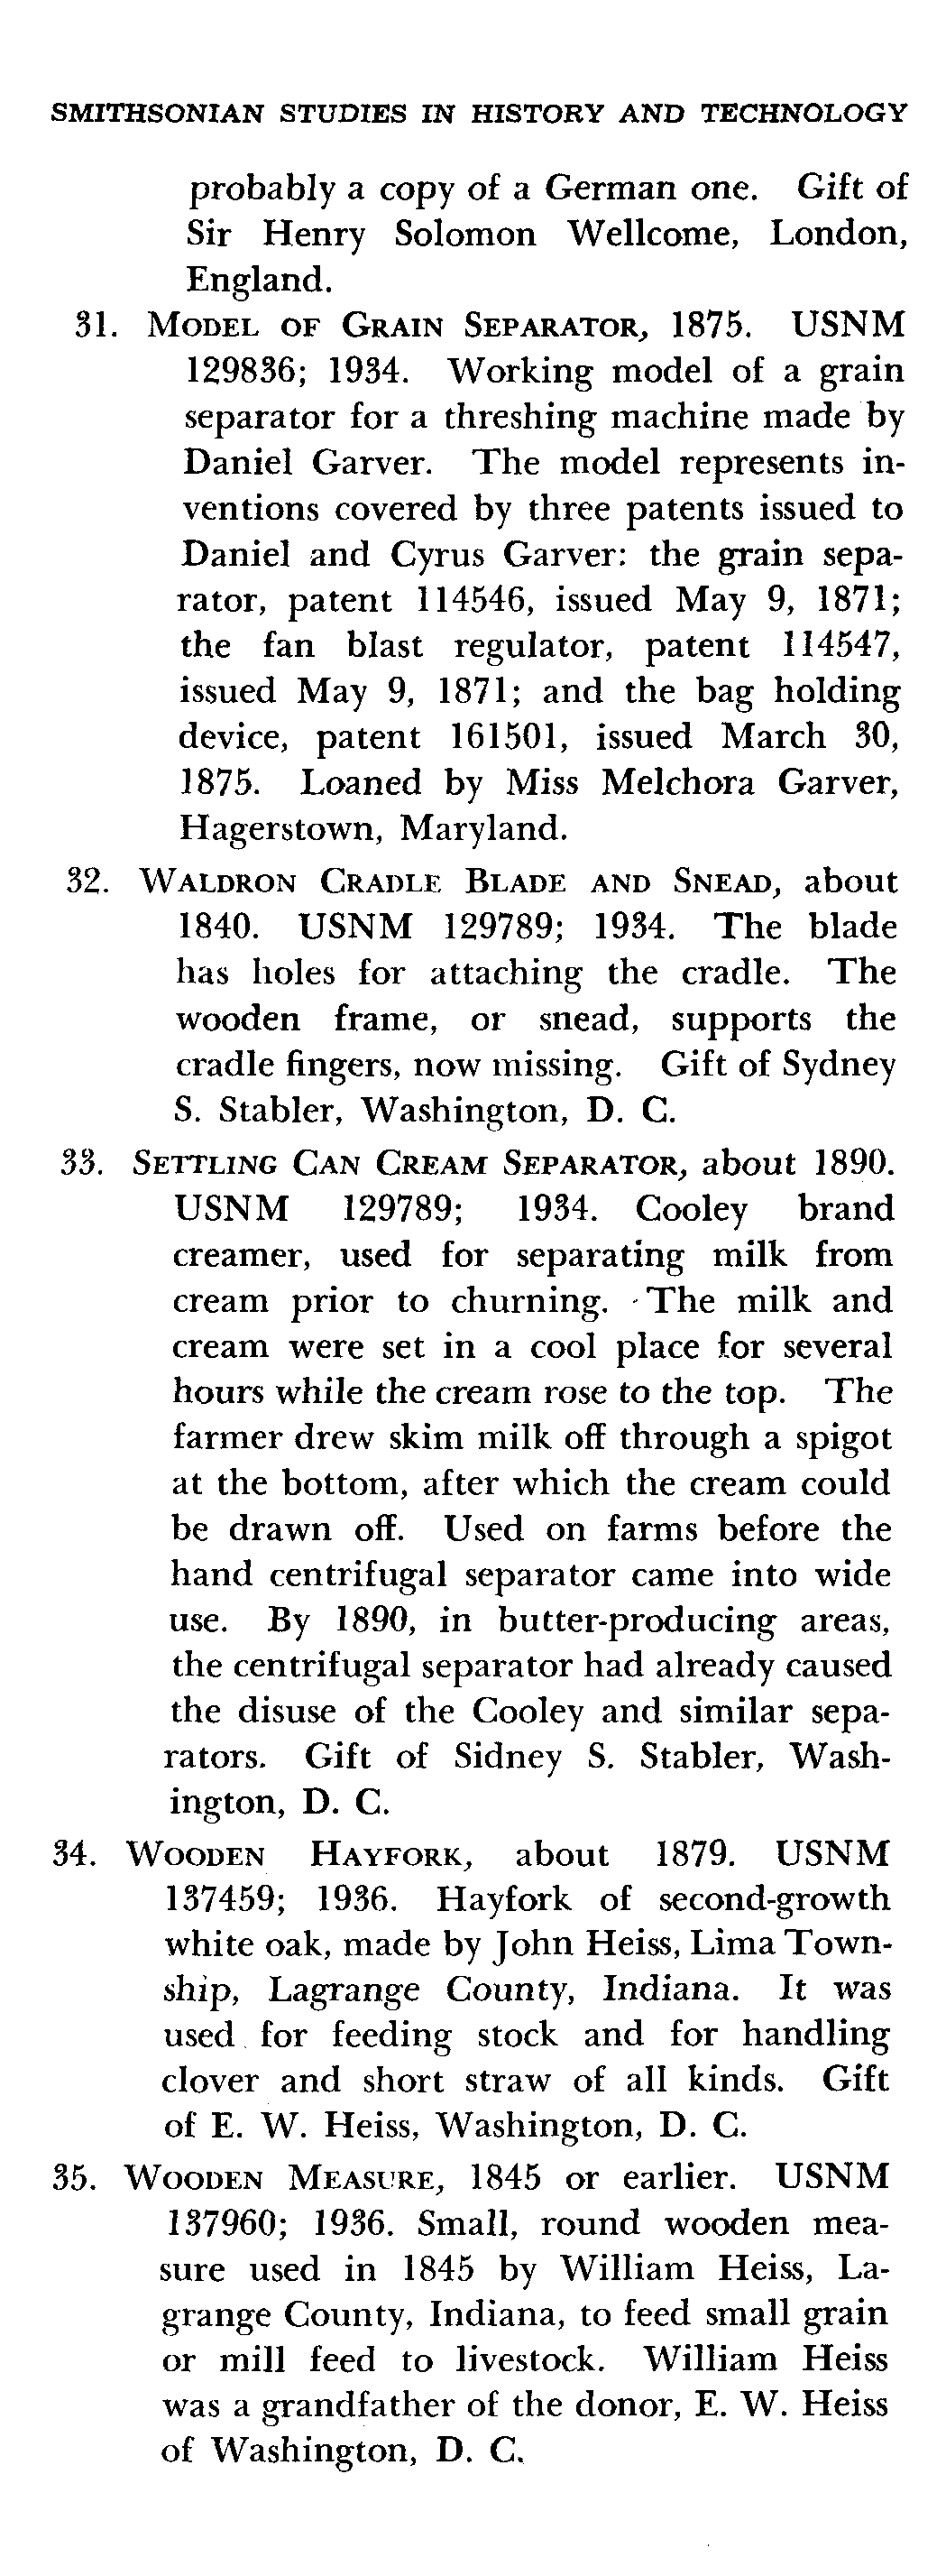 SMITHSONIAN STUDIES IN HISTORY AND TECHNOLOGY
probably a copy of a German one. Gift of
Sir Henry Solomon Wellcome, London,
England.
31. MODEL OF GRAIN SEPARATOR, 1875. USNM
129836; 1934. Working model of a grain
separator for a threshing machine made by
Daniel Garver. The model represents in-
ventions covered by three patents issued to
Daniel and Cyrus Garver: the grain sepa-
rator, patent 114546, issued May 9, 1871;
the fan blast regulator, patent 114547,
issued May 9, 1871; and the bag holding
device, patent 161501, issued March 30,
1875. Loaned by Miss Melchora Garver,
Hagerstown, Maryland.
32. WALDRON CRADLE BLADE AND SNEAD, about
1840. USNM 129789; 1934. The blade
has holes for attaching the cradle. The
wooden frame, or snead, supports the
cradle fingers, now missing. Gift of Sydney
S. Stabler, Washington, D. C.
33. SETTLING CAN CREAM SEPARATOR, about 1890.
USNM 129789; 1934. Cooley brand
creamer, used for separating milk from
cream prior to churning. The milk and
cream were set in a cool place for several
hours while the cream rose to the top. The
farmer drew skim milk off through a spigot
at the bottom, after which the cream could
be drawn off. Used on farms before the
hand centrifugal separator came into wide
use. By 1890, in butter-producing areas,
the centrifugal separator had already caused
the disuse of the Cooley and similar sepa-
rators. Gift of Sidney S. Stabler, Wash-
ington, D. C.
34. WOODEN HAYFORK, about 1879. USNM
137459; 1936. Hayfork of second-growth
white oak, made by John Heiss, Lima Town-
ship, Lagrange County, Indiana. It was
used for feeding stock and for handling
clover and short straw of all kinds. Gift
of E. W. Heiss, Washington, D. C.
35. WOODEN MEASURE, 1845 or earlier. USNM
137960; 1936. Small, round wooden mea-
sure used in 1845 by William Heiss, La-
grange County, Indiana, to feed small grain
or mill feed to livestock. William Heiss
was a grandfather of the donor, E. W. Heiss
of Washington, D. C.